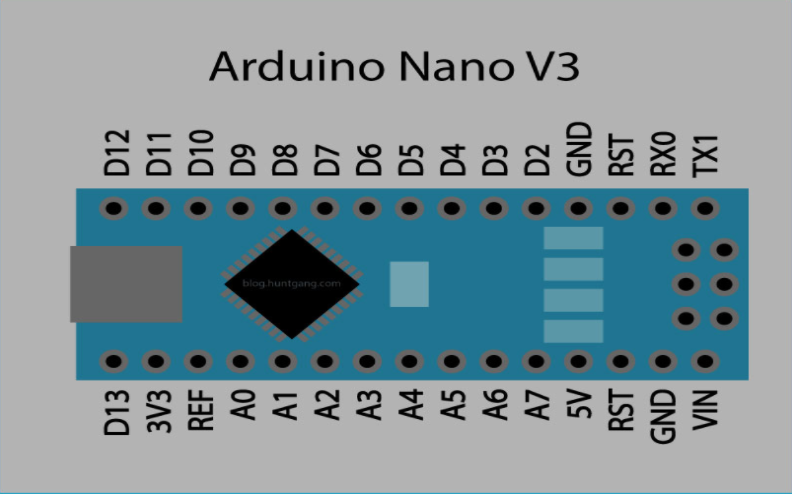 Arduino Nano V3
D12 D11 D10 D9 D8 D7 D6 D5 D4 D3 D2 GND RST RX0 TX1
blog.huntgang.com
D13 3V3 REF A0 A1 A2 A3 A4 A5 A6 A7 5V RST GND VIN